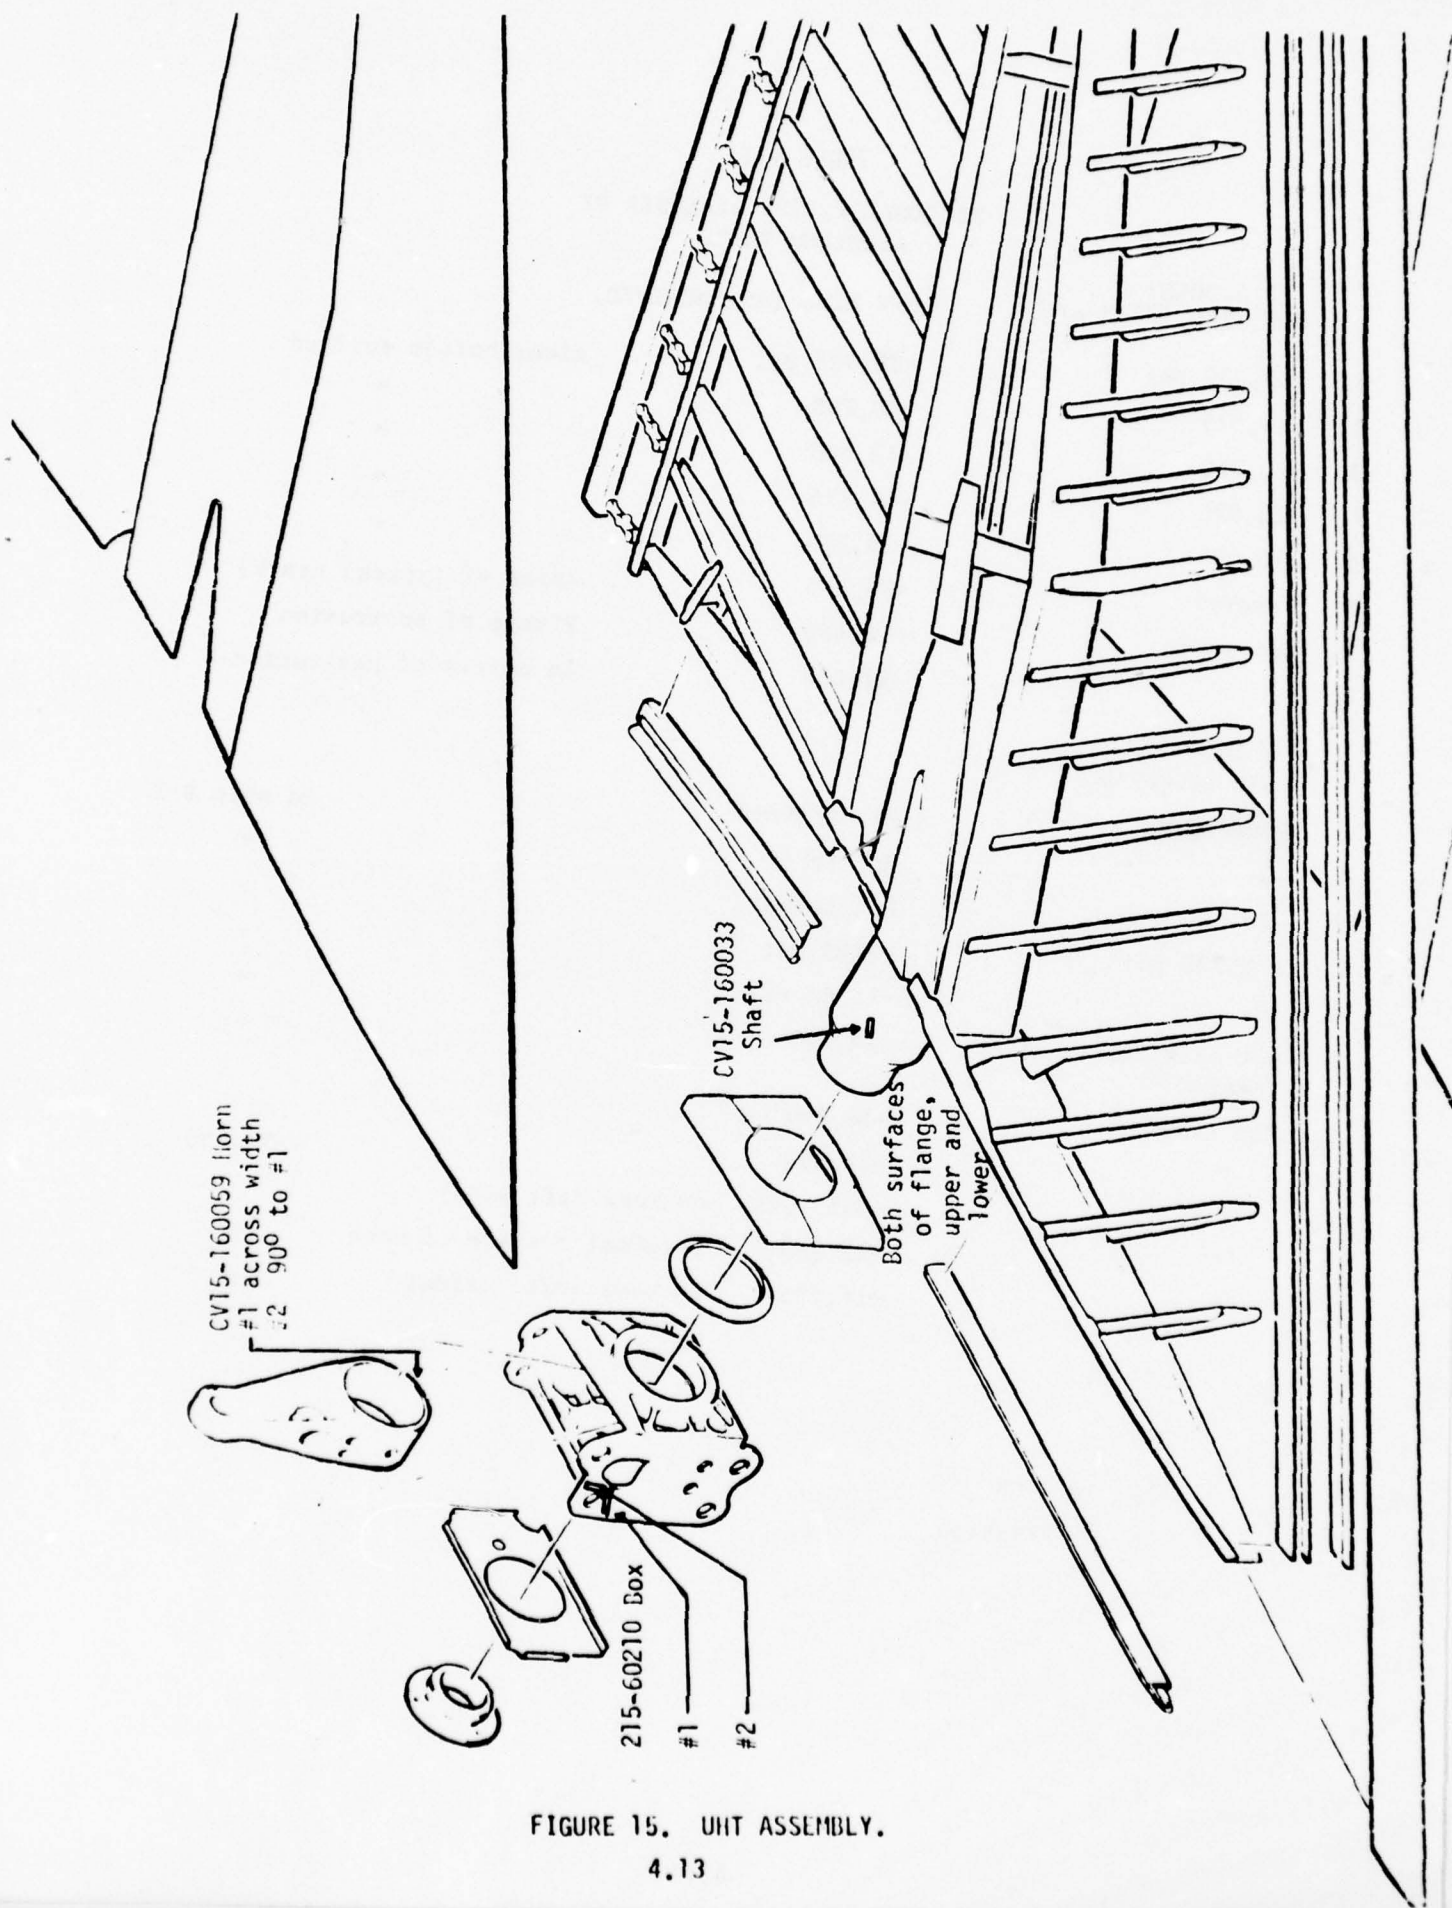 CV15-160059 Horn
#1 across width
#2 90° to #1
CV15-160033
Shaft
Both surfaces
of flange,
upper and
lower
215-60210 Box
#1
#2
FIGURE 15. UHT ASSEMBLY.
4.13